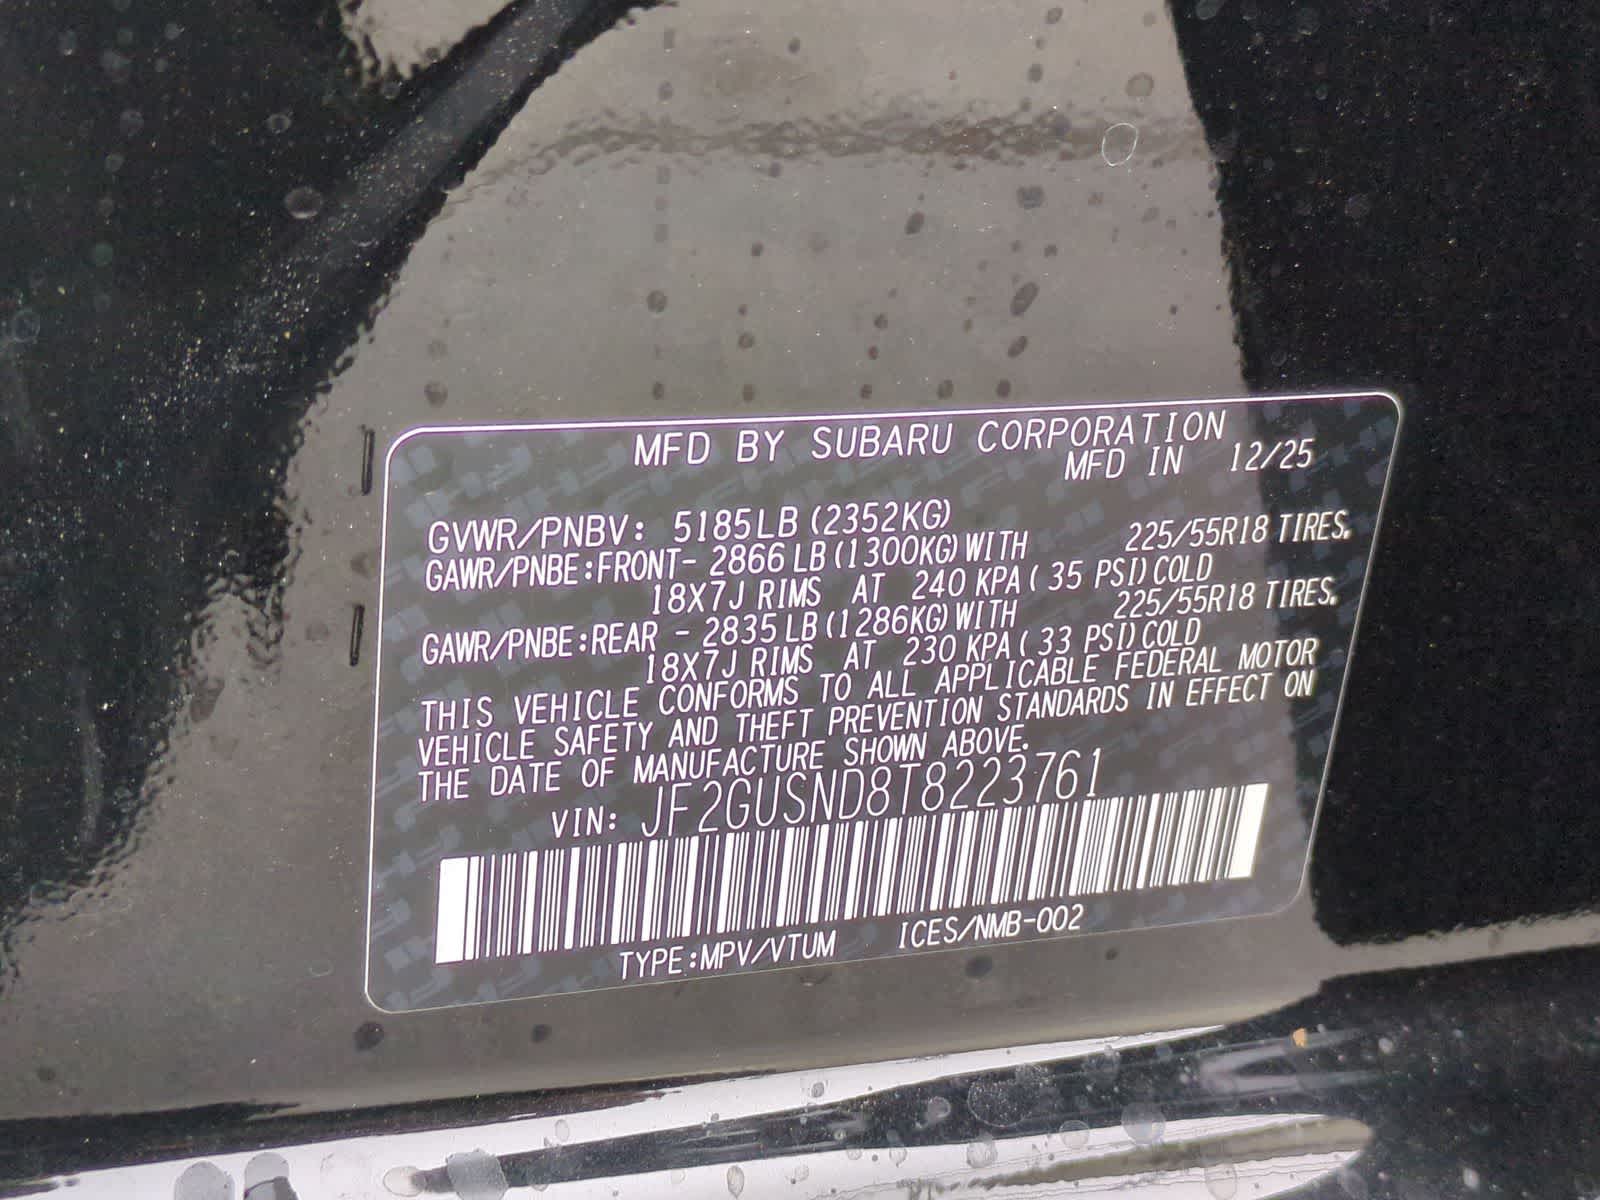 MFD BY SUBARU CORPORATION
MFD IN 12/25
GVWR/PNBV: 5185LB (2352KG)
GAWR/PNBE:FRONT- 2866 LB (1300KG) WITH 225/55R18 TIRES.
18X7J RIMS AT 240 KPA ( 35 PSI) COLD
GAWR/PNBE:REAR - 2835 LB (1286KG) WITH 225/55R18 TIRES.
18X7J RIMS AT 230 KPA ( 33 PSI) COLD
THIS VEHICLE CONFORMS TO ALL APPLICABLE FEDERAL MOTOR
VEHICLE SAFETY AND THEFT PREVENTION STANDARDS IN EFFECT ON
THE DATE OF MANUFACTURE SHOWN ABOVE.
VIN: JF2GUSND8T8223761
TYPE:MPV/VTUM ICES/NMB-002